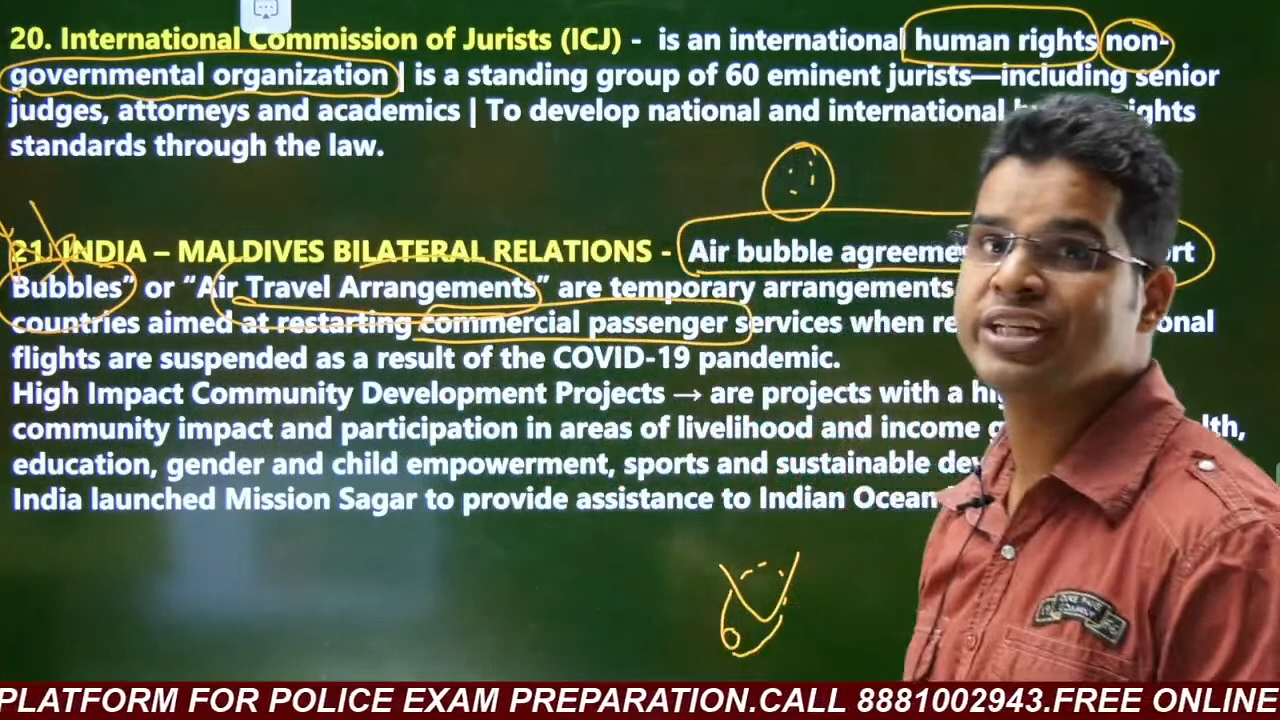 20. International Commission of Jurists (ICJ) - is an international human rights non-
governmental organization | is a standing group of 60 eminent jurists—including senior
judges, attorneys and academics | To develop national and international rights
standards through the law.
21. INDIA – MALDIVES BILATERAL RELATIONS - Air bubble
Bubbles” or “Air Travel Arrangements” are temporary arrangements
countries aimed at restarting commercial passenger services when
flights are suspended as a result of the COVID-19 pandemic.
High Impact Community Development Projects → are projects with a
community impact and participation in areas of livelihood and income
education, gender and child empowerment, sports and sustainable
India launched Mission Sagar to provide assistance to Indian Ocean
PLATFORM FOR POLICE EXAM PREPARATION.CALL 8881002943.FREE ONLINE